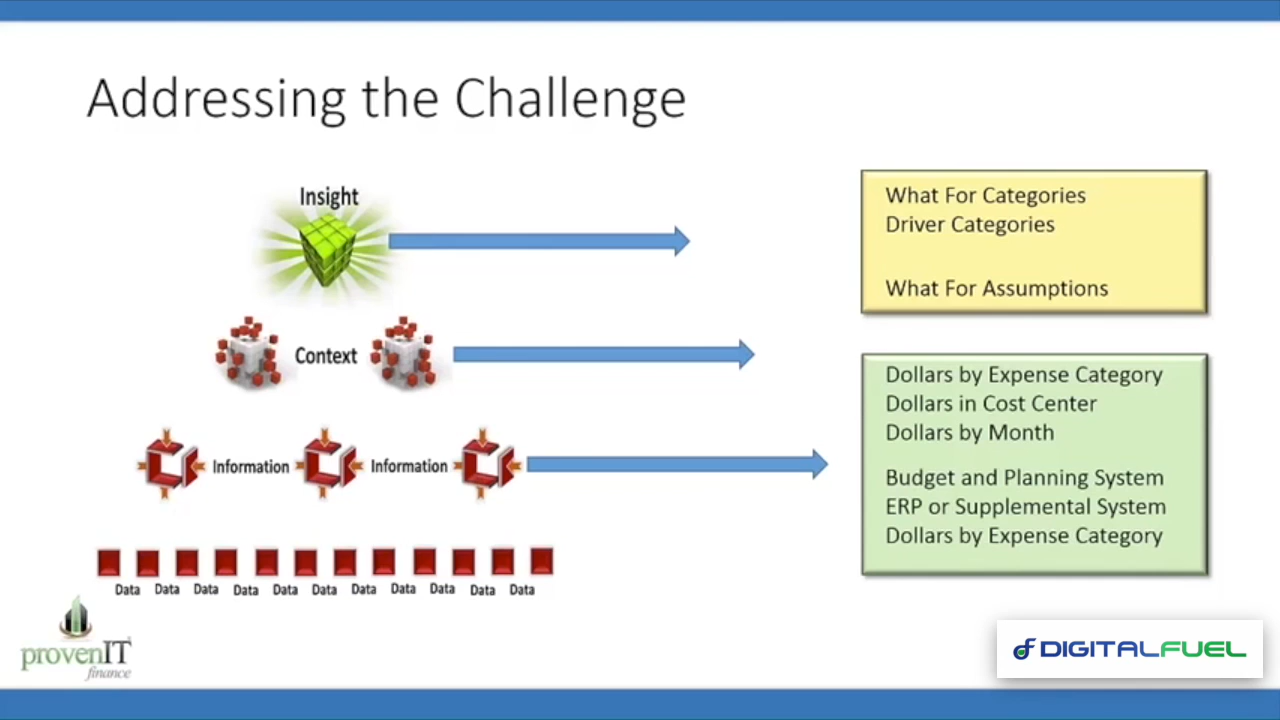 Addressing the Challenge
Insight
What For Categories
Driver Categories
What For Assumptions
Context
Dollars by Expense Category
Dollars in Cost Center
Dollars by Month
Information Information
Budget and Planning System
ERP or Supplemental System
Dollars by Expense Category
Data Data Data Data Data Data Data Data Data Data Data
provenIT
finance
DIGITALFUEL